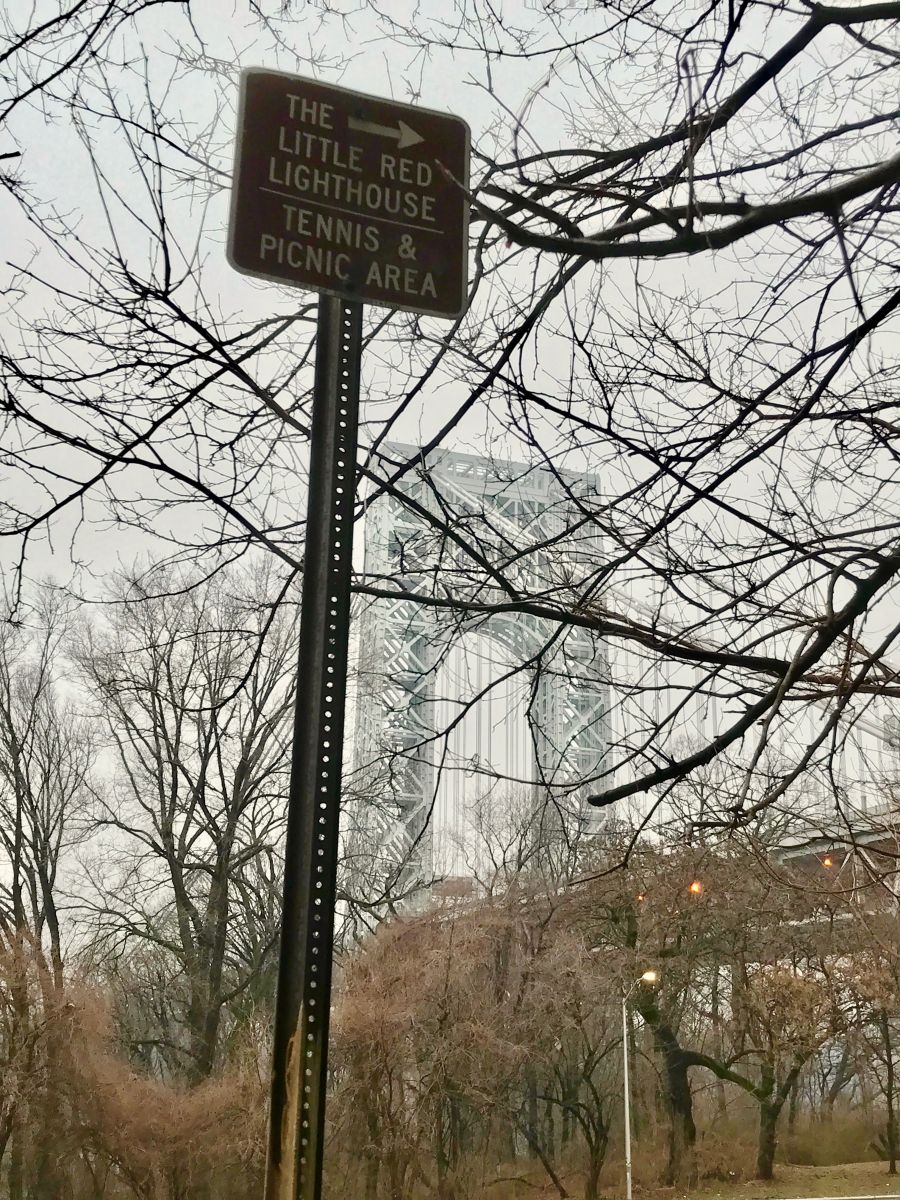 THE
LITTLE RED
LIGHTHOUSE
TENNIS &
PICNIC AREA